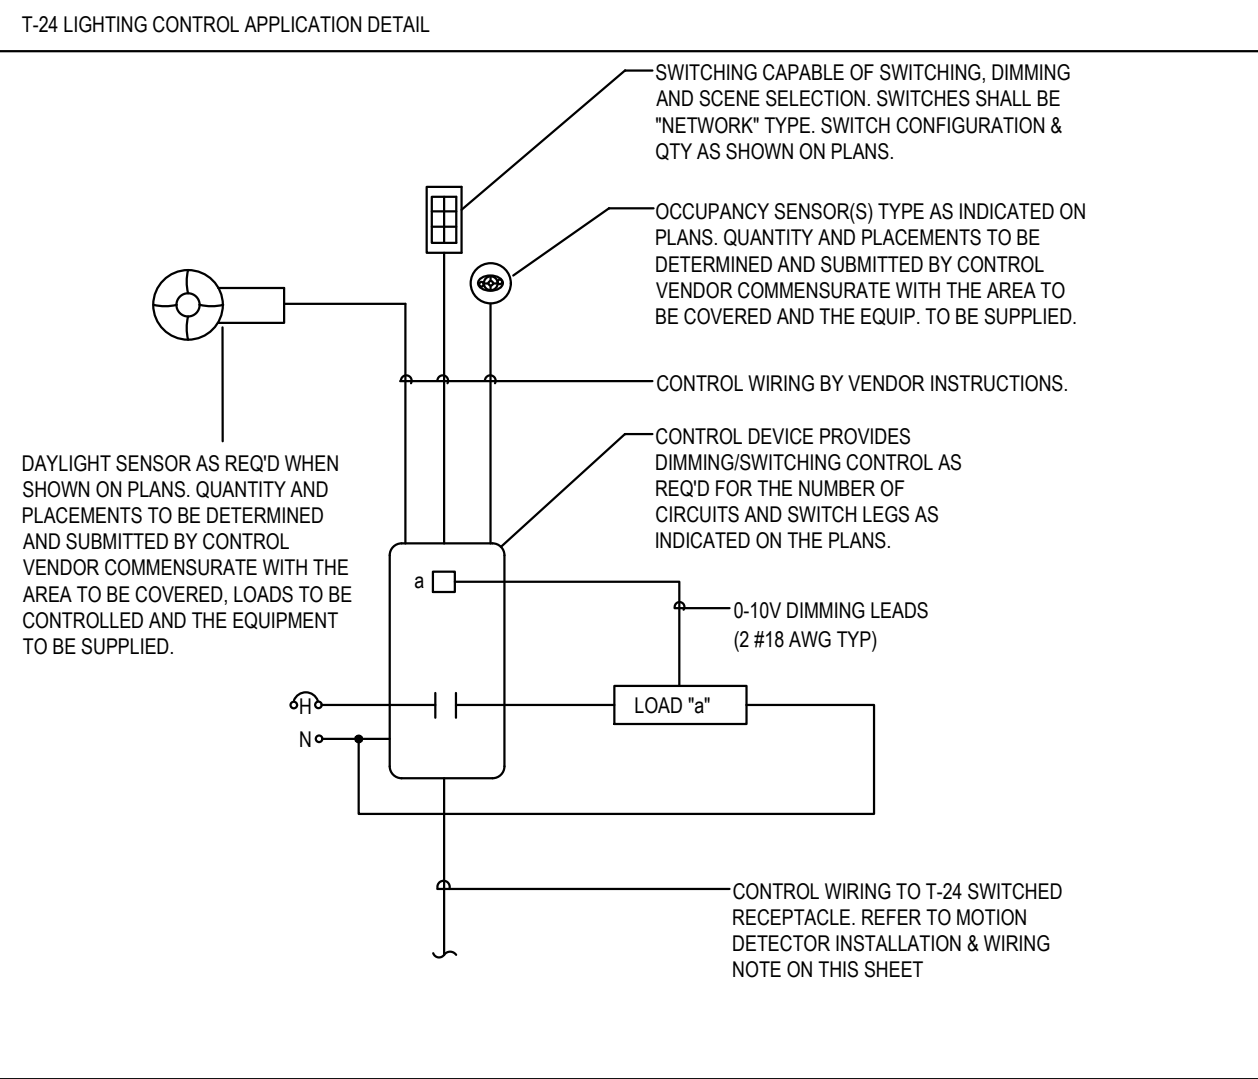 T-24 LIGHTING CONTROL APPLICATION DETAIL
SWITCHING CAPABLE OF SWITCHING, DIMMING
AND SCENE SELECTION. SWITCHES SHALL BE
"NETWORK" TYPE. SWITCH CONFIGURATION &
QTY AS SHOWN ON PLANS.
OCCUPANCY SENSOR(S) TYPE AS INDICATED ON
PLANS. QUANTITY AND PLACEMENTS TO BE
DETERMINED AND SUBMITTED BY CONTROL
VENDOR COMMENSURATE WITH THE AREA TO
BE COVERED AND THE EQUIP. TO BE SUPPLIED.
CONTROL WIRING BY VENDOR INSTRUCTIONS.
CONTROL DEVICE PROVIDES
DIMMING/SWITCHING CONTROL AS
REQ'D FOR THE NUMBER OF
CIRCUITS AND SWITCH LEGS AS
INDICATED ON THE PLANS.
DAYLIGHT SENSOR AS REQ'D WHEN
SHOWN ON PLANS. QUANTITY AND
PLACEMENTS TO BE DETERMINED
AND SUBMITTED BY CONTROL
VENDOR COMMENSURATE WITH THE
AREA TO BE COVERED, LOADS TO BE
CONTROLLED AND THE EQUIPMENT
TO BE SUPPLIED.
a
0-10V DIMMING LEADS
(2 #18 AWG TYP)
H
LOAD "a"
N
CONTROL WIRING TO T-24 SWITCHED
RECEPTACLE. REFER TO MOTION
DETECTOR INSTALLATION & WIRING
NOTE ON THIS SHEET